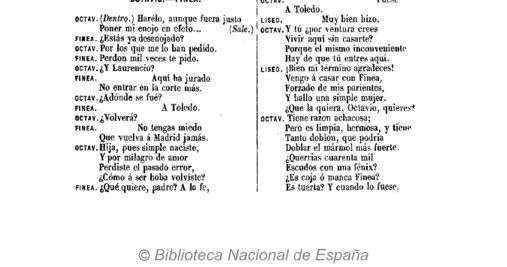 OCTAVIO.—FINEA.
OCTAV. (Dentro.) Harélo, aunque fuera justo
Poner mi enojo en efeto... (Sale.)
FINEA. ¿Estás ya desenojado?
OCTAV. Por los que me lo han pedido.
FINEA. Perdon mil veces te pido.
OCTAV. ¿Y Laurencio?
FINEA. Aqui ha jurado
No entrar en la corte más.
OCTAV. ¿Adónde se fué?
FINEA. A Toledo.
OCTAV. ¿Volverá?
FINEA. No tengas miedo
Que vuelva á Madrid jamás.
OCTAV. Hija, pues simple naciste,
Y por milagro de amor
Perdiste el pasado error,
¿Cómo á ser boba volviste?
FINEA. ¿Qué quiere, padre? A la fe,
OCTAV. Fuese
A Toledo.
LISEO. Muy bien hizo.
OCTAV. Y tú ¿por ventura crees
Vivir aquí sin casarte?
Porque el mismo inconveniente
Hay de que tú entres aquí.
LISEO. ¡Bien mi término agradeces!
Vengo á casar con Finea,
Forzado de mis parientes,
Y hallo una simple mujer.
¿Que la quiera, Octavio, quieres?
OCTAV. Tiene razon achacosa;
Pero es limpia, hermosa, y tiene
Tanto doblon, que podria
Doblar el mármol más fuerte.
¿Querrias cuarenta mil
Escudos con una fénix?
¿Es coja ó manca Finea?
Es tuerta? Y cuando lo fuese,
© Biblioteca Nacional de España